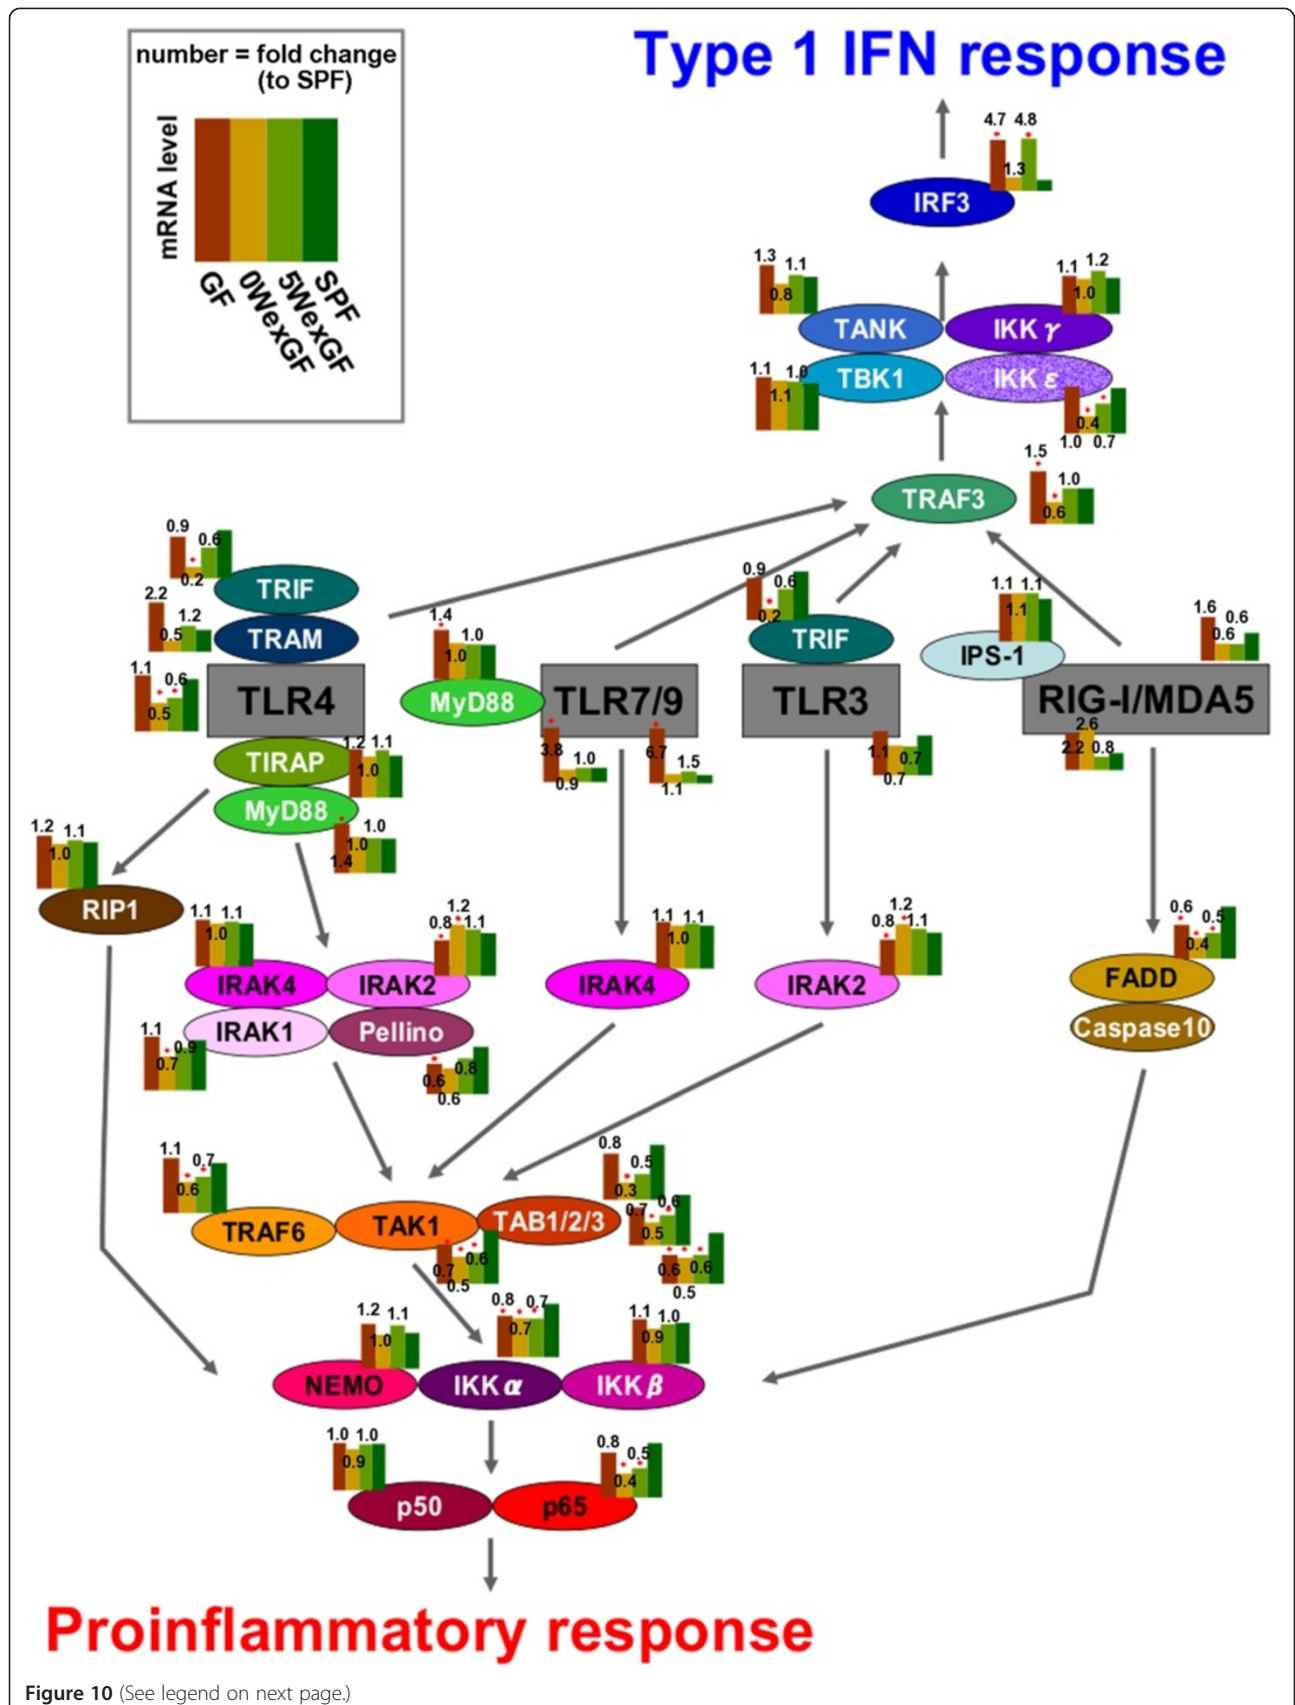 number = fold change
(to SPF)
mRNA level
GF
0WexGF
5WexGF
SPF
Type 1 IFN response
4.7 4.8
1.3
IRF3
1.3 1.1
0.8
1.1 1.2
1.0
TANK
IKK γ
1.1 1.0
1.1
TBK1
IKK ε
0.4
1.0 0.7
1.5
1.0
0.6
TRAF3
0.9
0.6
0.2
TRIF
2.2
1.2
0.5
TRAM
1.1
0.6
0.5
TLR4
1.4
1.0
1.0
MyD88
TLR7/9
3.8
1.0
0.9
6.7
1.5
1.1
0.9
0.6
0.2
TRIF
TLR3
1.1
0.7
0.7
1.1 1.1
1.1
IPS-1
1.6
0.6
0.6
RIG-I/MDA5
2.6
2.2 0.8
TIRAP
1.2 1.1
1.0
MyD88
1.0
1.0
1.4
1.2 1.1
1.0
RIP1
1.1 1.1
1.0
IRAK4
1.2
0.8 1.1
IRAK2
1.1 1.1
1.0
IRAK4
1.2
0.8 1.1
IRAK2
0.6
0.5
0.4
FADD
Caspase10
IRAK1
Pellino
1.1
0.9
0.7
0.8
0.6
0.6
1.1
0.7
0.6
TRAF6
TAK1
TAB1/2/3
0.8
0.5
0.3
0.7 0.6
0.5
0.6 0.6
0.5
0.6
0.7
0.5
1.2 1.1
1.0
NEMO
0.8 0.7
0.7
IKK α
1.1 1.0
0.9
IKK β
1.0 1.0
0.9
p50
0.8
0.5
0.4
p65
Proinflammatory response
Figure 10 (See legend on next page.)